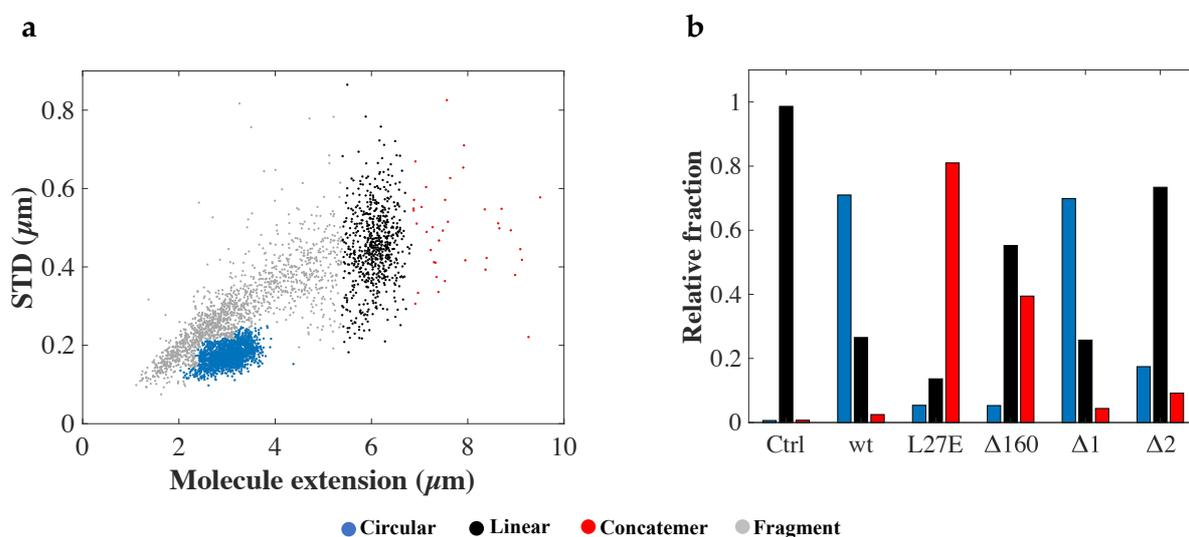 a
b
0.8
0.6
0.4
0.2
0
STD (μm)
0 2 4 6 8 10
Molecule extension (μm)
1
0.8
0.6
0.4
0.2
0
Relative fraction
Ctrl wt L27E Δ160 Δ1 Δ2
Circular Linear Concatemer Fragment